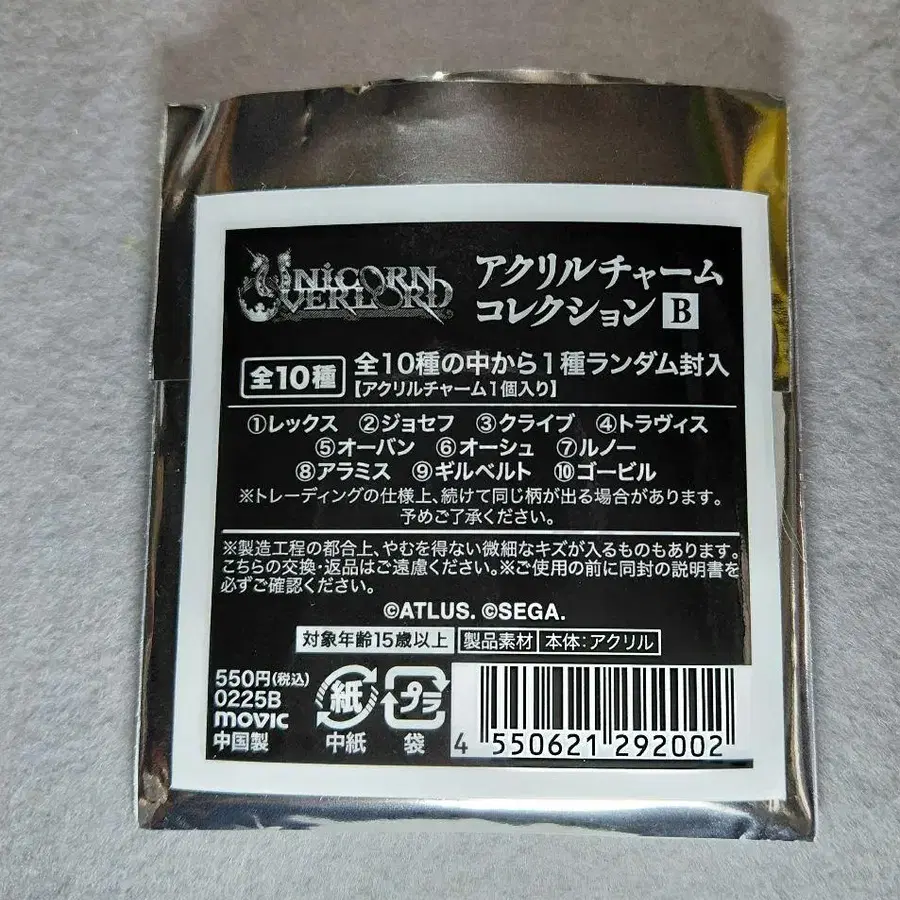 UNICORN
OVERLORD
アクリルチャーム
コレクション B
全10種
全10種の中から1種ランダム封入
【アクリルチャーム1個入り】
①レックス ②ジョセフ ③クライブ ④トラヴィス
⑤オーバン ⑥オーシュ ⑦ルノー
⑧アラミス ⑨ギルベルト ⑩ゴービル
※トレーディングの仕様上、続けて同じ柄が出る場合があります。
予めご了承ください。
※製造工程の都合上、やむを得ない微細なキズが入るものもあります。
こちらの交換・返品はご遠慮ください。※ご使用の前に同封の説明書を
必ずご確認ください。
©ATLUS. ©SEGA.
対象年齢15歳以上 製品素材 本体:アクリル
550円(税込)
0225B
movic
中国製
紙
中紙
プラ
袋
4 550621 292002